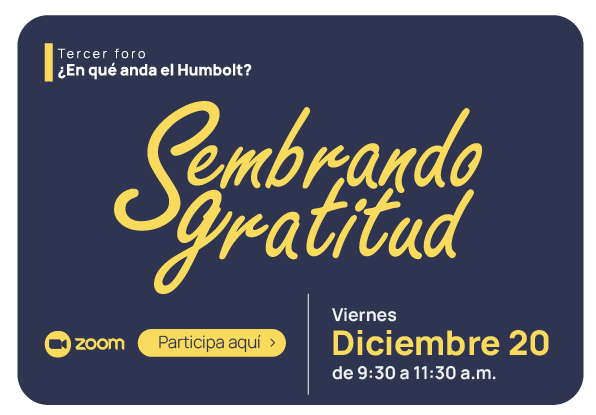 Tercer foro
¿En qué anda el Humbolt?
Sembrando
gratitud
zoom
Participa aquí >
Viernes
Diciembre 20
de 9:30 a 11:30 a.m.